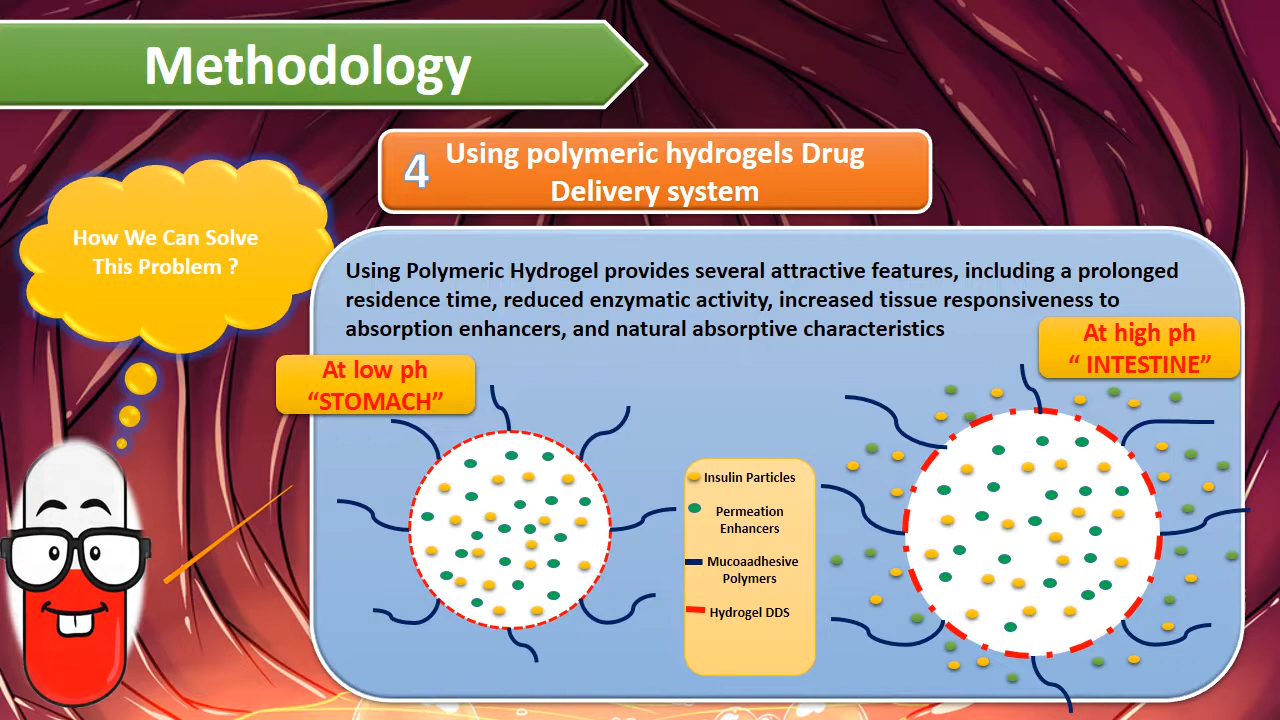 Methodology
4
Using polymeric hydrogels Drug
Delivery system
How We Can Solve
This Problem ?
Using Polymeric Hydrogel provides several attractive features, including a prolonged
residence time, reduced enzymatic activity, increased tissue responsiveness to
absorption enhancers, and natural absorptive characteristics
At low ph
“STOMACH”
At high ph
“ INTESTINE”
Insulin Particles
Permeation
Enhancers
Mucoaadhesive
Polymers
Hydrogel DDS